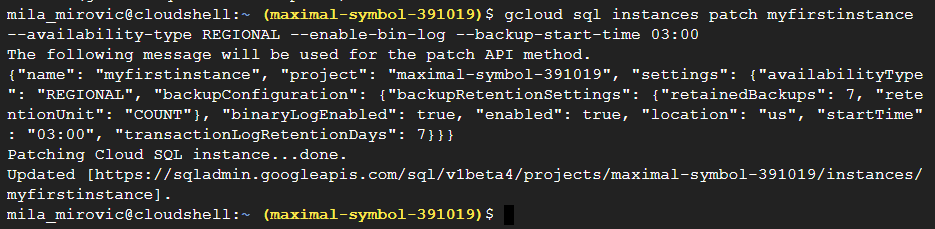 mila_mirovic@cloudshell:~ (maximal-symbol-391019)$ gcloud sql instances patch myfirstinstance
--availability-type REGIONAL --enable-bin-log --backup-start-time 03:00
The following message will be used for the patch API method.
{"name": "myfirstinstance", "project": "maximal-symbol-391019", "settings": {"availabilityType
": "REGIONAL", "backupConfiguration": {"backupRetentionSettings": {"retainedBackups": 7, "rete
ntionUnit": "COUNT"}, "binaryLogEnabled": true, "enabled": true, "location": "us", "startTime"
: "03:00", "transactionLogRetentionDays": 7}}}
Patching Cloud SQL instance...done.
Updated [https://sqladmin.googleapis.com/sql/v1beta4/projects/maximal-symbol-391019/instances/
myfirstinstance].
mila_mirovic@cloudshell:~ (maximal-symbol-391019)$